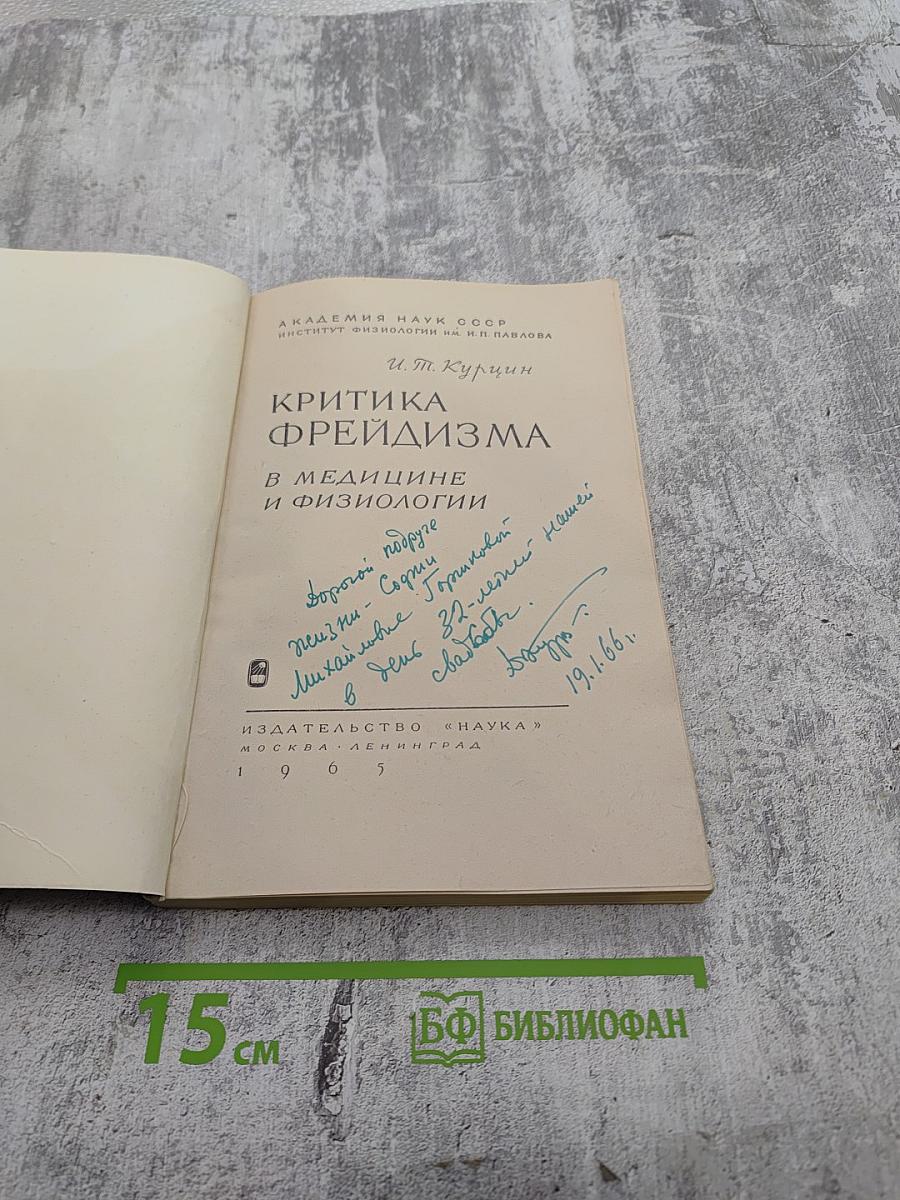 АКАДЕМИЯ НАУК СССР
ИНСТИТУТ ФИЗИОЛОГИИ ИМ. И.П. ПАВЛОВА
И. Т. Курцин
КРИТИКА
ФРЕЙДИЗМА
В МЕДИЦИНЕ
И ФИЗИОЛОГИИ
Дорогой подруге
жизни - Софии
Михайловне Горшковой
в день 32-летней нашей
свадьбы.
19.1.66 г.
ИЗДАТЕЛЬСТВО «НАУКА»
МОСКВА · ЛЕНИНГРАД
1965
15 см
БФ БИБЛИОФАН